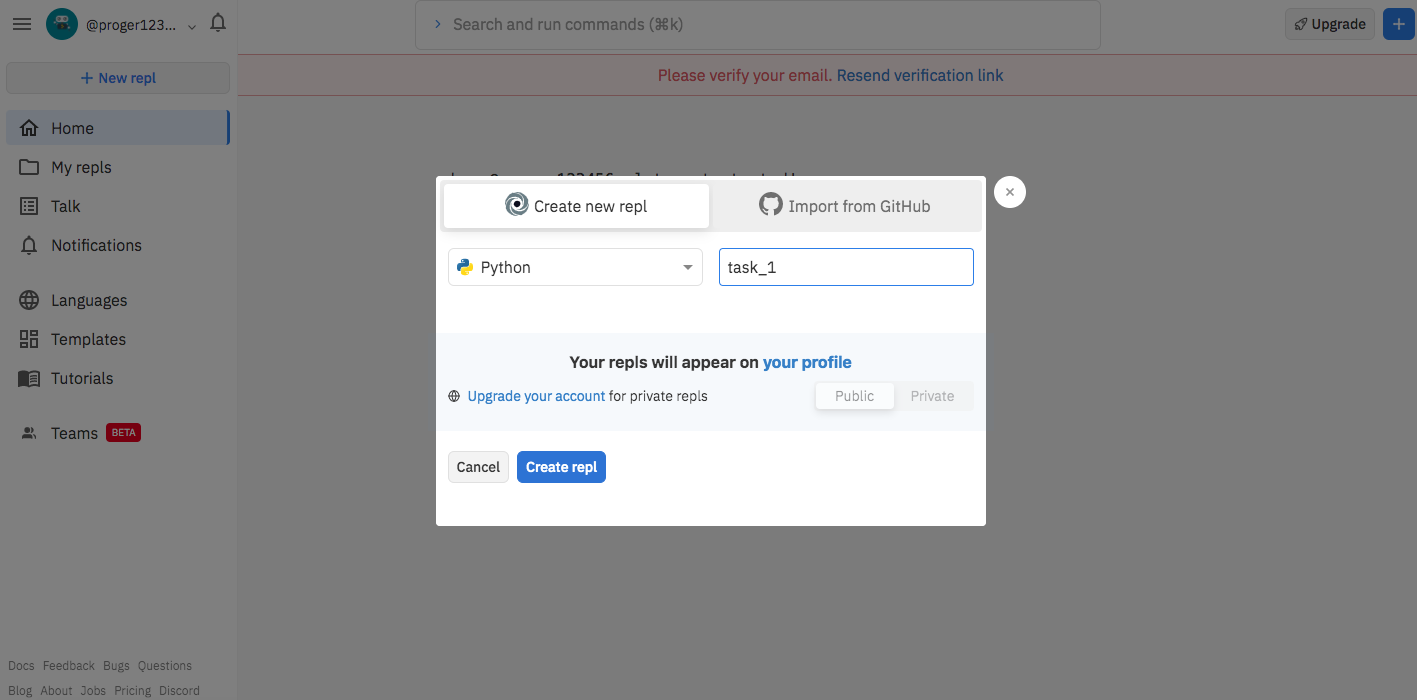 @proger123...
Search and run commands (⌘k)
Upgrade
+ New repl
Please verify your email. Resend verification link
Home
My repls
Talk
Notifications
Languages
Templates
Tutorials
Teams BETA
Create new repl
Import from GitHub
Python
task_1
Your repls will appear on your profile
Upgrade your account for private repls
Public
Private
Cancel
Create repl
Docs Feedback Bugs Questions
Blog About Jobs Pricing Discord